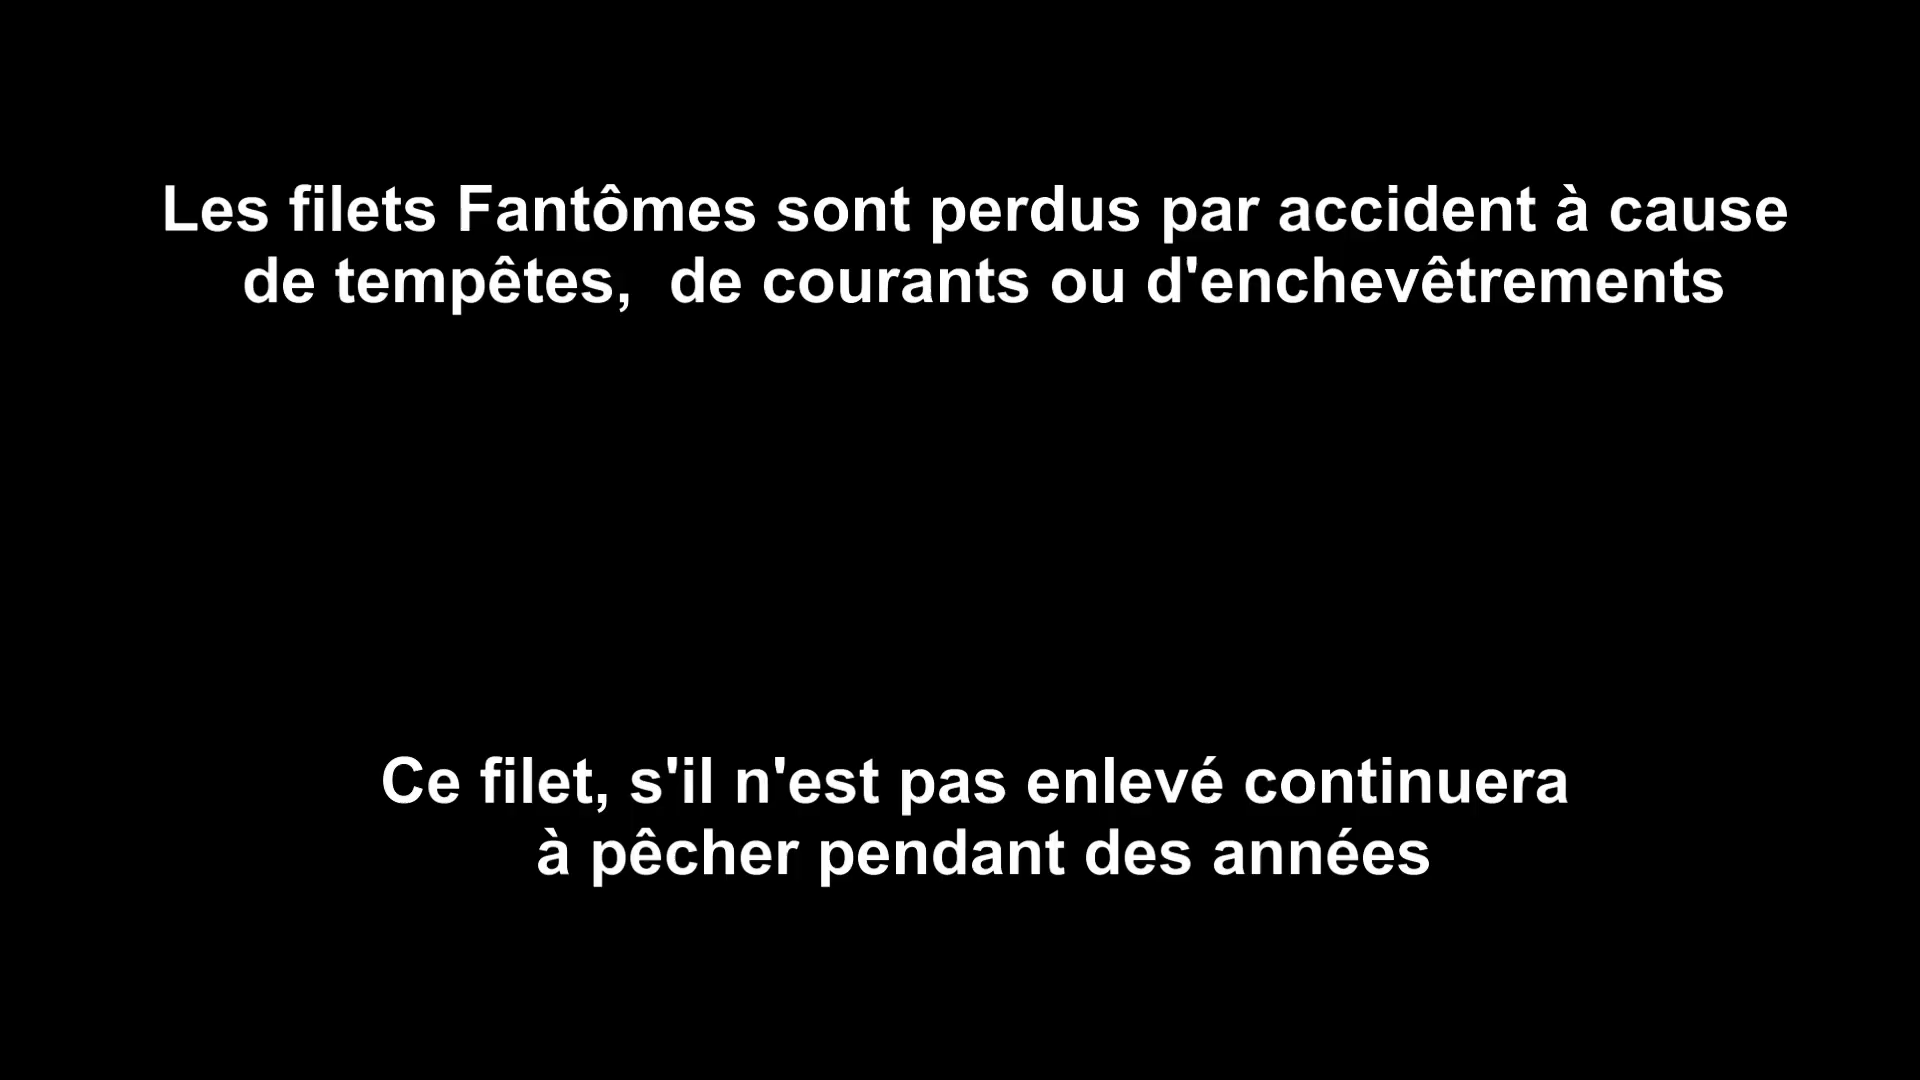 Les filets Fantômes sont perdus par accident à cause
de tempêtes,  de courants ou d'enchevêtrements
Ce filet, s'il n'est pas enlevé continuera
à pêcher pendant des années